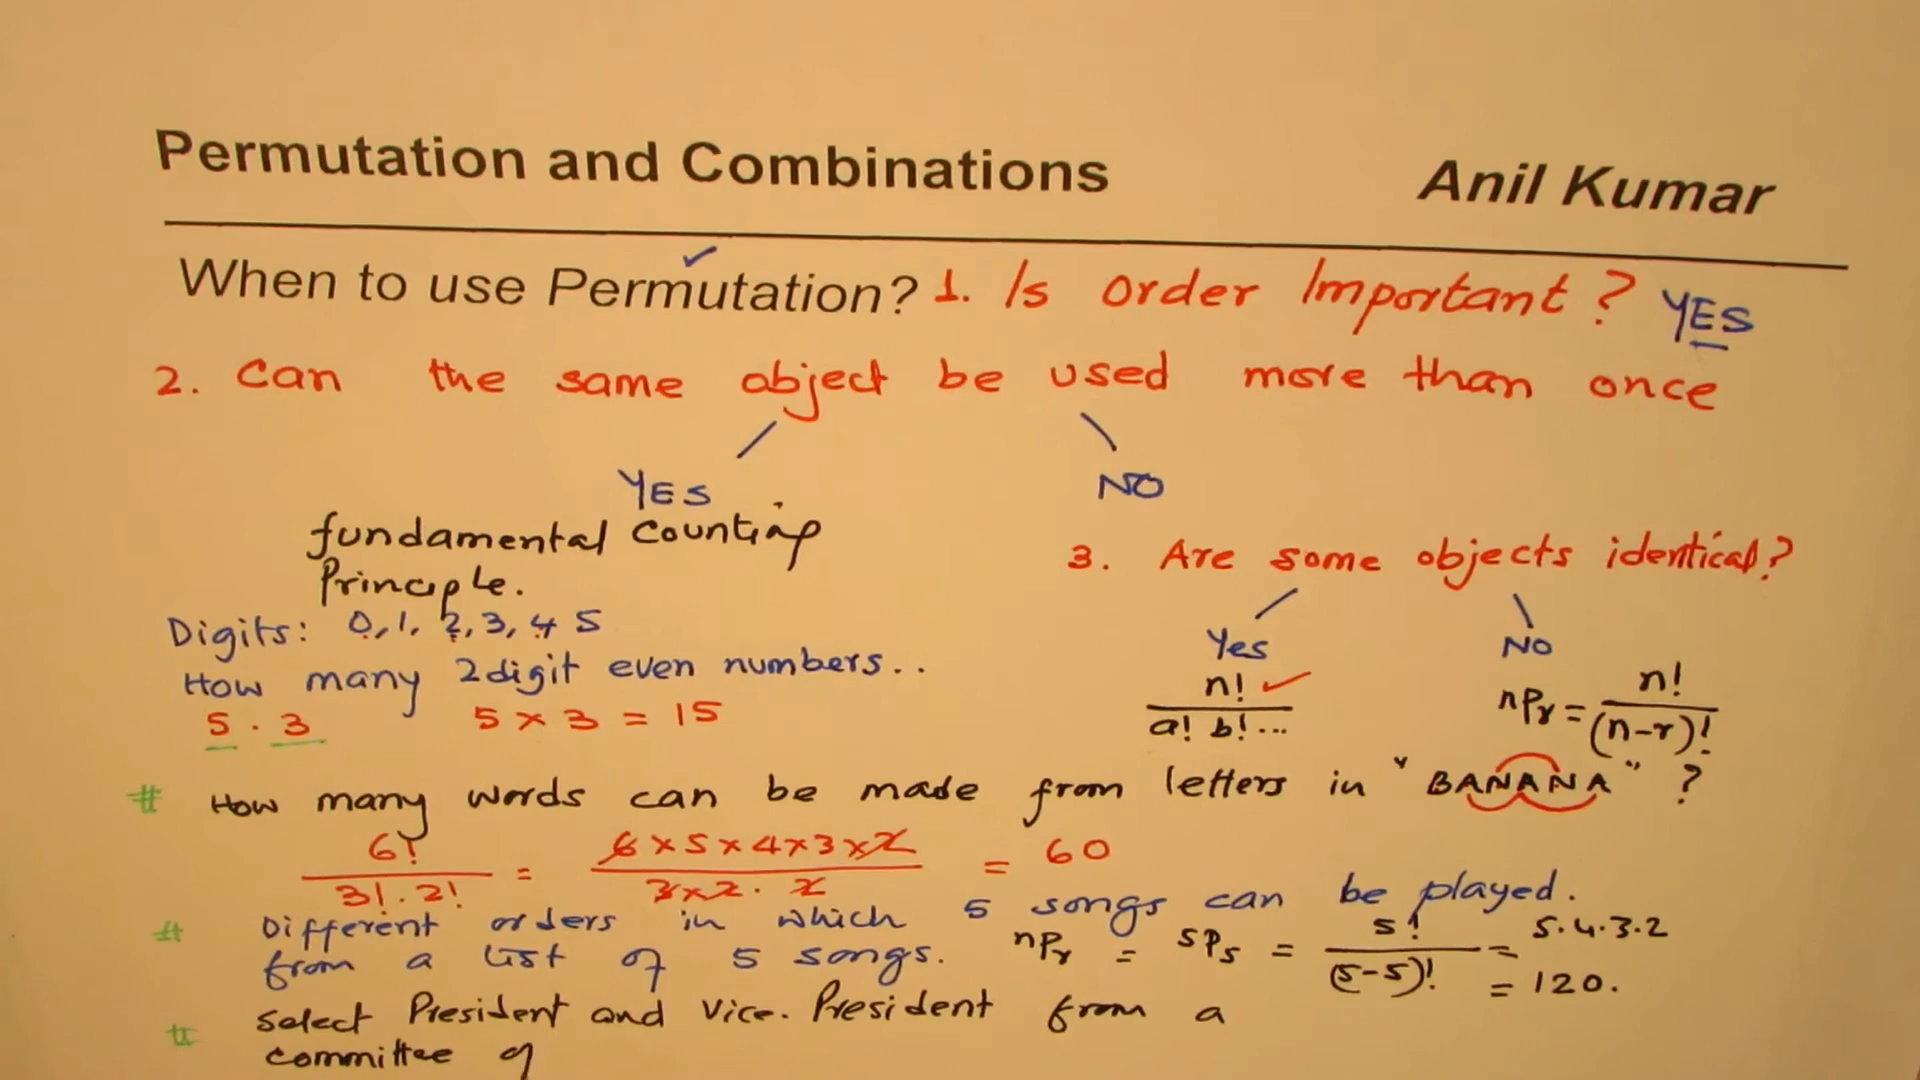 Permutation and Combinations Anil Kumar
When to use Permutation? 1. Is order Important? YES
2. Can the same object be used more than once
YES NO
fundamental counting
Principle.
3. Are some objects identical?
Digits: 0, 1, 2, 3, 4 5
Yes No
How many 2 digit even numbers..
n! / a! b!...
nPr = n! / (n-r)!
5 . 3 5 x 3 = 15
# How many words can be made from letters in "BANANA" ?
6! / 3! . 2! = 6 x 5 x 4 x 3 x 2 / 3 x 2 . 2 = 60
# Different orders in which 5 songs can be played.
from a list of 5 songs. nPr = 5P5 = 5! / (5-5)! = 5.4.3.2
= 120.
# Select President and Vice. President from a
committee of